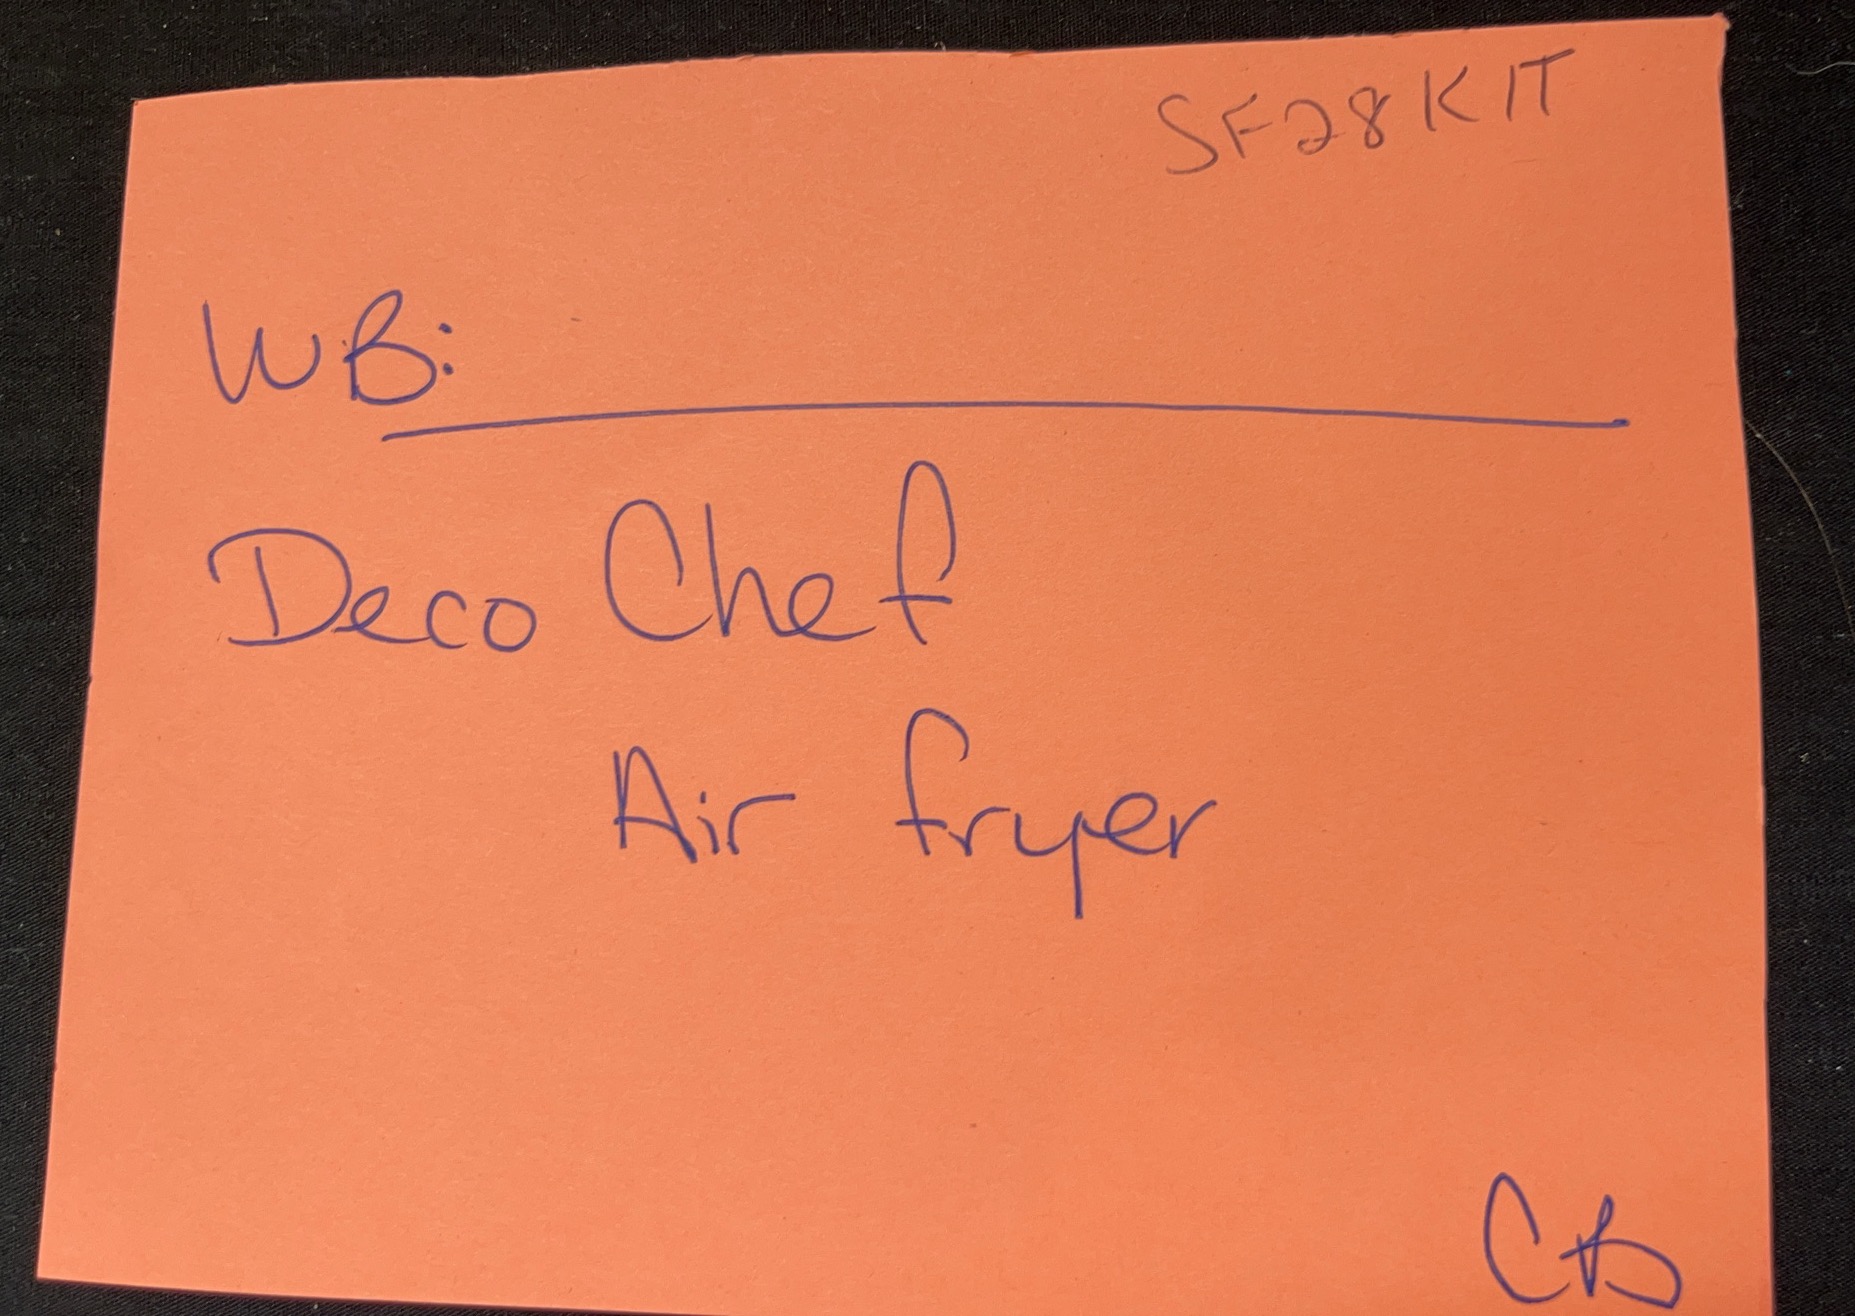 SF28KIT
WB:
Deco Chef
Air fryer
CB